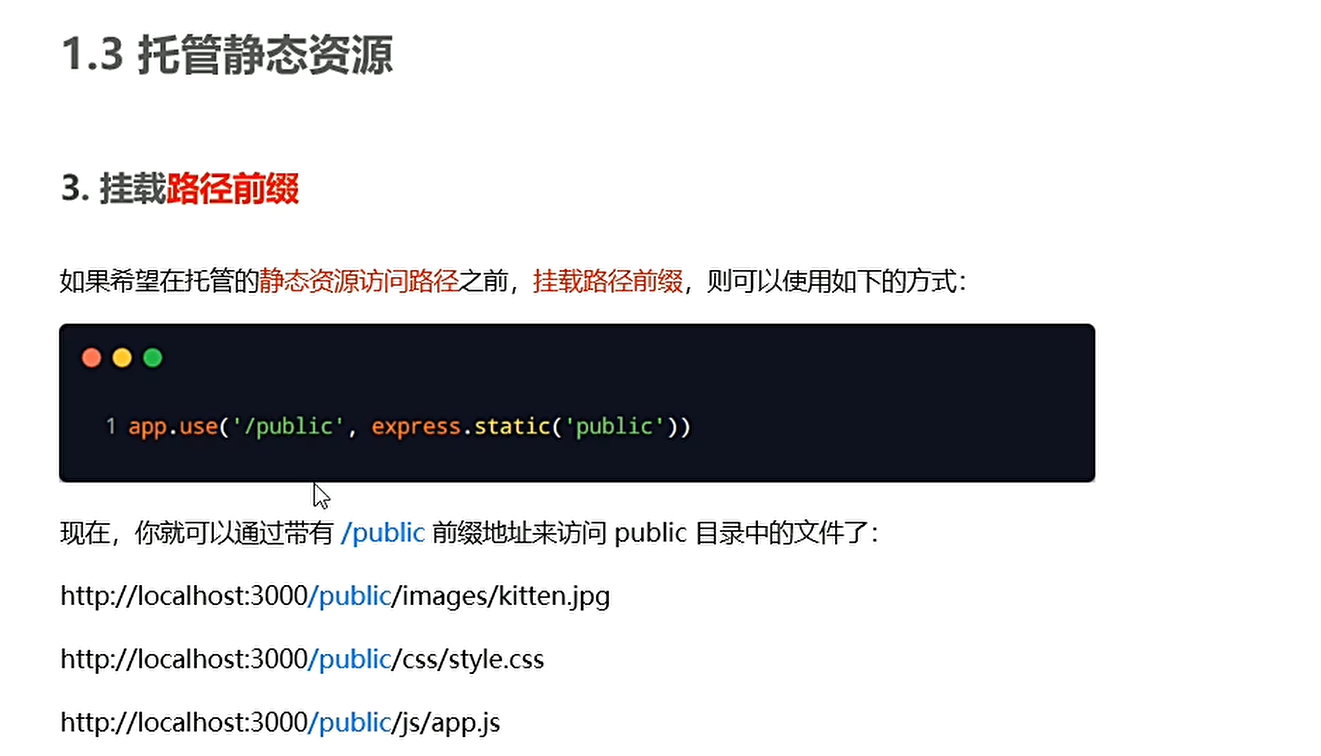 1.3 托管静态资源
3. 挂载路径前缀
如果希望在托管的静态资源访问路径之前，挂载路径前缀，则可以使用如下的方式：
1 app.use('/public', express.static('public'))
现在，你就可以通过带有 /public 前缀地址来访问 public 目录中的文件了：
http://localhost:3000/public/images/kitten.jpg
http://localhost:3000/public/css/style.css
http://localhost:3000/public/js/app.js